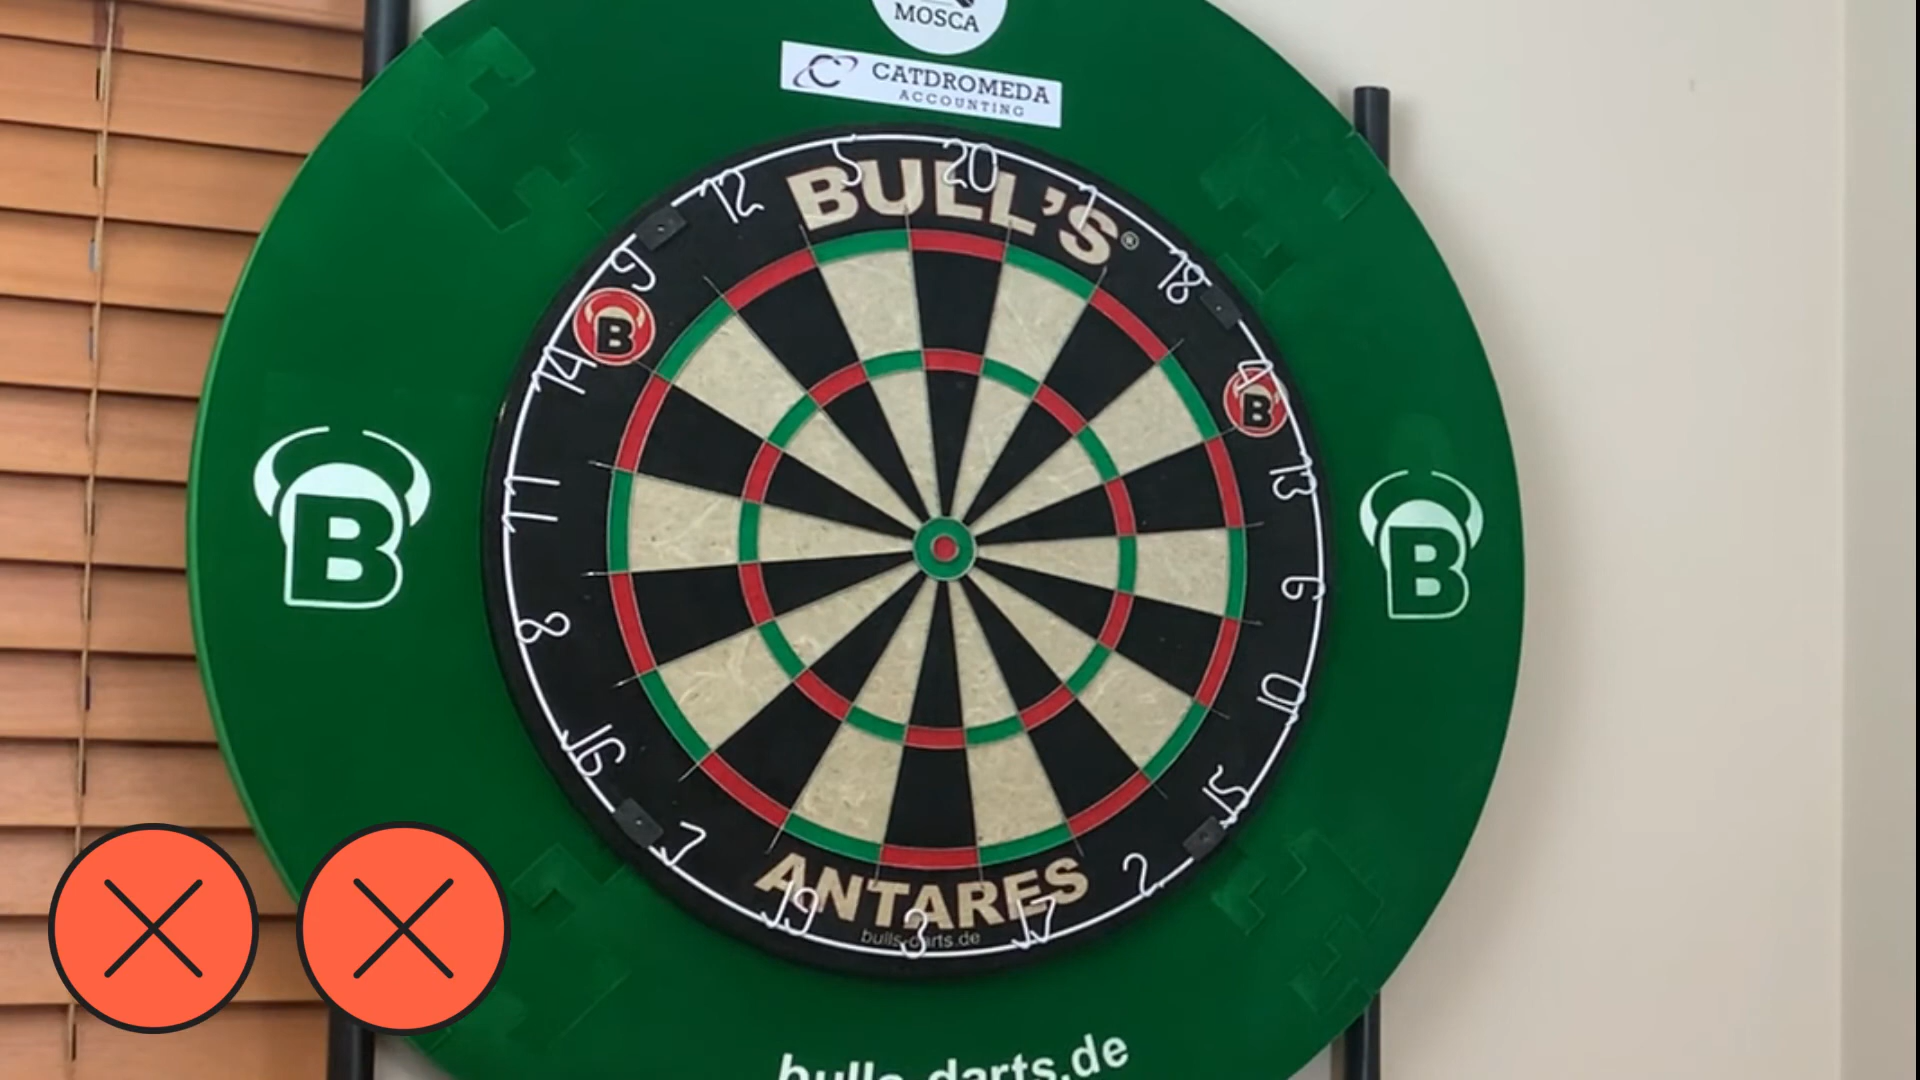 MOSCA
CATDROMEDA
ACCOUNTING
5 20 1
12 18
9 4
14 13
11 6
8 10
16 15
7 2
19 3 17
BULL'S®
B
B
B
B
ANTARES
bulls-darts.de
bulls-darts.de